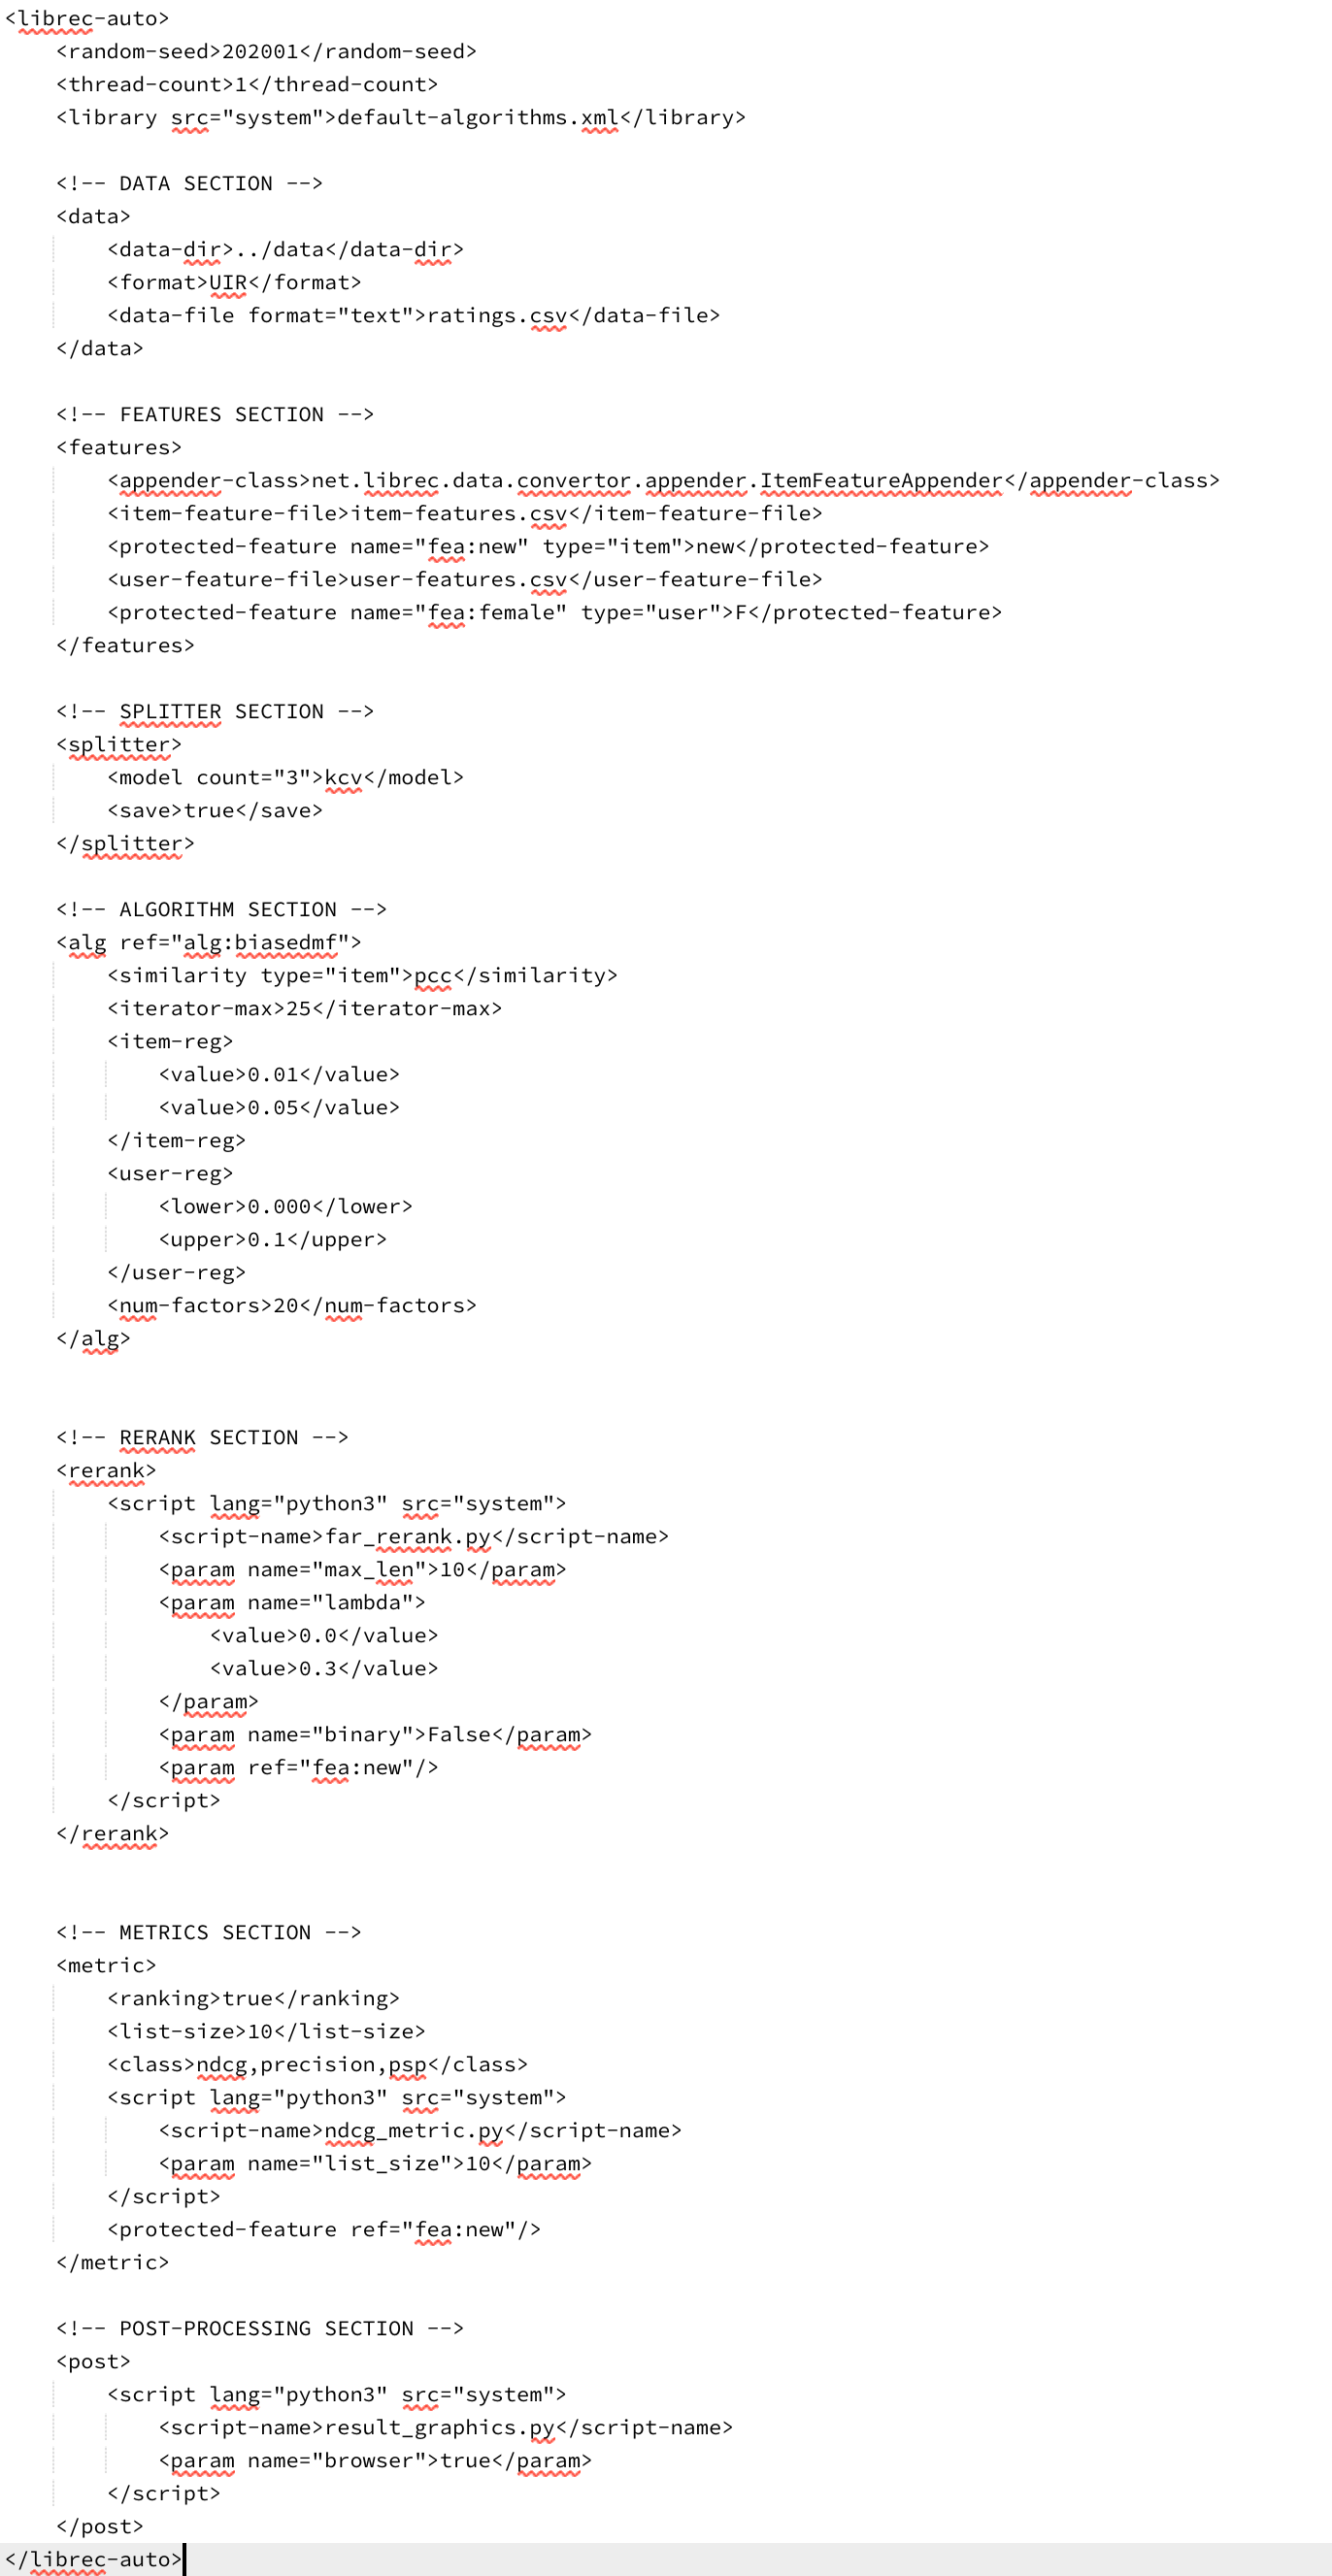 <librec-auto>
    <random-seed>202001</random-seed>
    <thread-count>1</thread-count>
    <library src="system">default-algorithms.xml</library>

    <!-- DATA SECTION -->
    <data>
        <data-dir>../data</data-dir>
        <format>UIR</format>
        <data-file format="text">ratings.csv</data-file>
    </data>

    <!-- FEATURES SECTION -->
    <features>
        <appender-class>net.librec.data.convertor.appender.ItemFeatureAppender</appender-class>
        <item-feature-file>item-features.csv</item-feature-file>
        <protected-feature name="fea:new" type="item">new</protected-feature>
        <user-feature-file>user-features.csv</user-feature-file>
        <protected-feature name="fea:female" type="user">F</protected-feature>
    </features>

    <!-- SPLITTER SECTION -->
    <splitter>
        <model count="3">kcv</model>
        <save>true</save>
    </splitter>

    <!-- ALGORITHM SECTION -->
    <alg ref="alg:biasedmf">
        <similarity type="item">pcc</similarity>
        <iterator-max>25</iterator-max>
        <item-reg>
            <value>0.01</value>
            <value>0.05</value>
        </item-reg>
        <user-reg>
            <lower>0.000</lower>
            <upper>0.1</upper>
        </user-reg>
        <num-factors>20</num-factors>
    </alg>


    <!-- RERANK SECTION -->
    <rerank>
        <script lang="python3" src="system">
            <script-name>far_rerank.py</script-name>
            <param name="max_len">10</param>
            <param name="lambda">
                <value>0.0</value>
                <value>0.3</value>
            </param>
            <param name="binary">False</param>
            <param ref="fea:new"/>
        </script>
    </rerank>


    <!-- METRICS SECTION -->
    <metric>
        <ranking>true</ranking>
        <list-size>10</list-size>
        <class>ndcg,precision,psp</class>
        <script lang="python3" src="system">
            <script-name>ndcg_metric.py</script-name>
            <param name="list_size">10</param>
        </script>
        <protected-feature ref="fea:new"/>
    </metric>

    <!-- POST-PROCESSING SECTION -->
    <post>
        <script lang="python3" src="system">
            <script-name>result_graphics.py</script-name>
            <param name="browser">true</param>
        </script>
    </post>
</librec-auto>